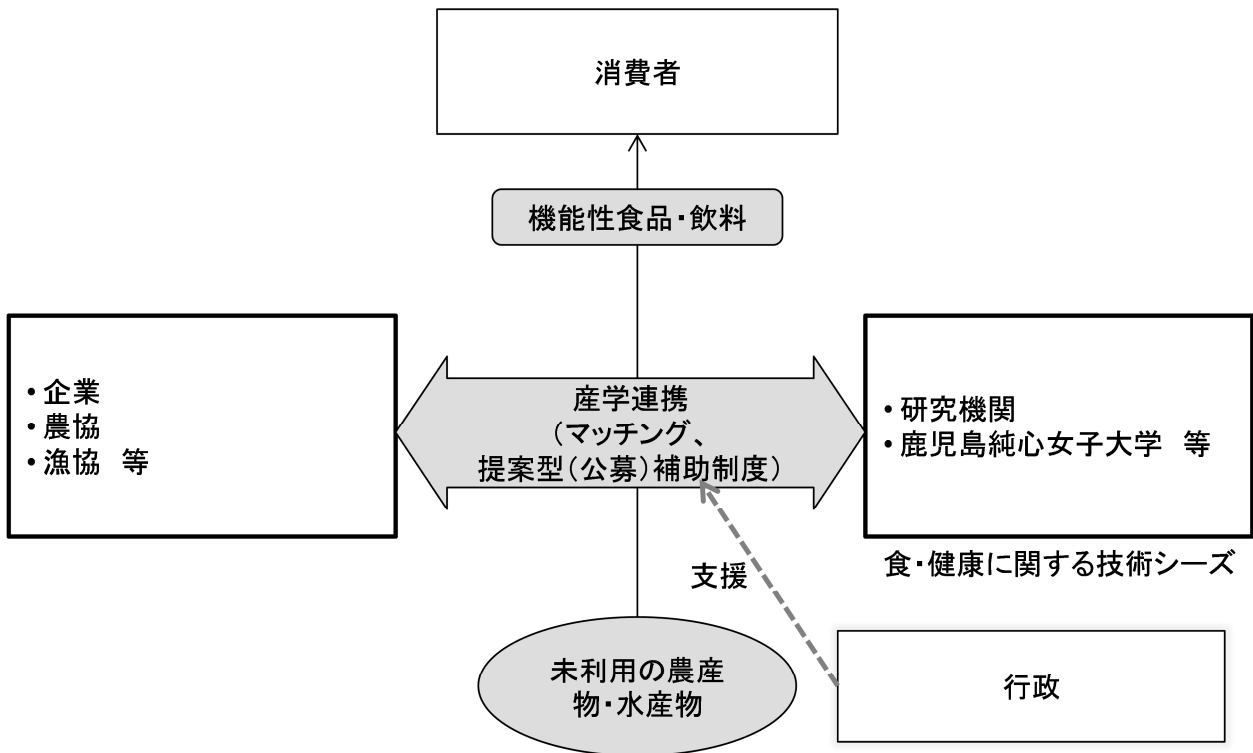 消費者
機能性食品・飲料
・企業
・農協
・漁協　等
産学連携
（マッチング、
提案型（公募）補助制度）
・研究機関
・鹿児島純心女子大学　等
食・健康に関する技術シーズ
支援
未利用の農産
物・水産物
行政